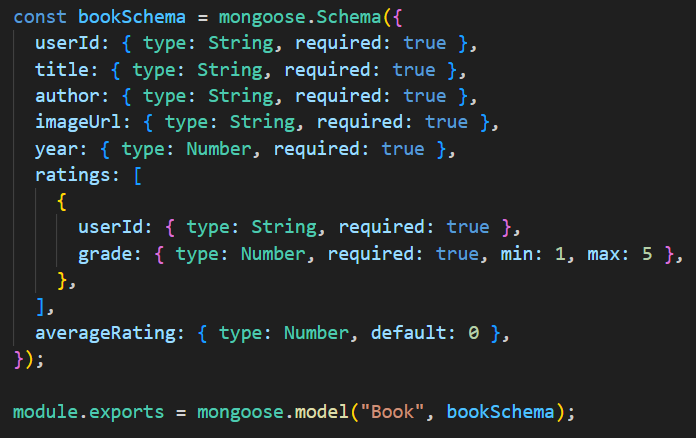 const bookSchema = mongoose.Schema({
  userId: { type: String, required: true },
  title: { type: String, required: true },
  author: { type: String, required: true },
  imageUrl: { type: String, required: true },
  year: { type: Number, required: true },
  ratings: [
    {
      userId: { type: String, required: true },
      grade: { type: Number, required: true, min: 1, max: 5 },
    },
  ],
  averageRating: { type: Number, default: 0 },
});

module.exports = mongoose.model("Book", bookSchema);